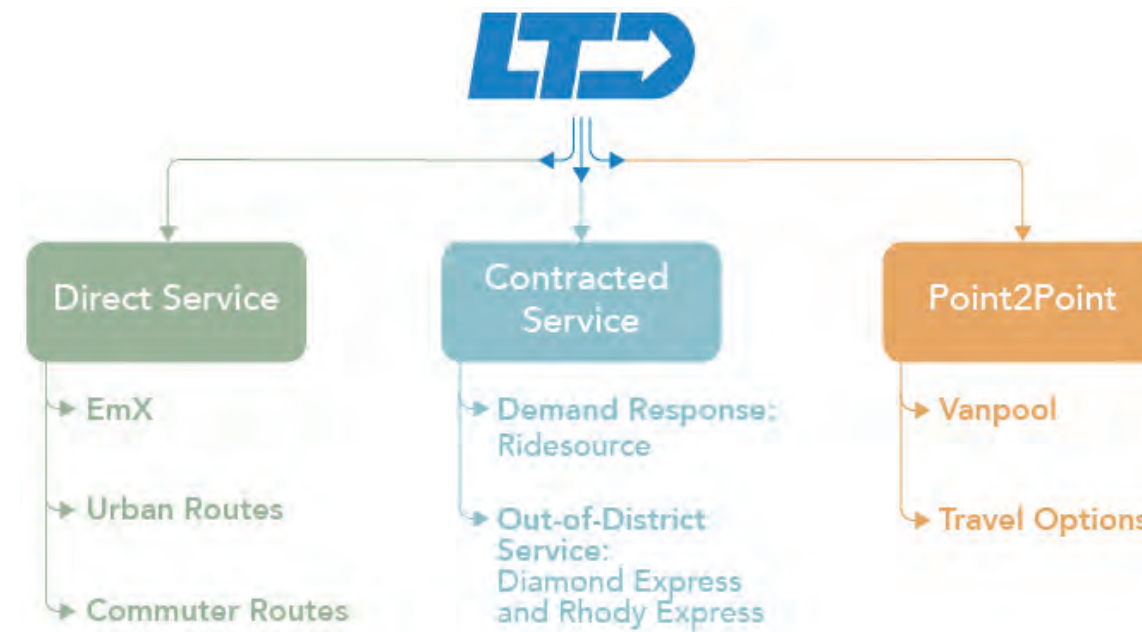 LTD
Direct Service
EmX
Urban Routes
Commuter Routes
Contracted
Service
Demand Response:
Ridesource
Out-of-District
Service:
Diamond Express
and Rhody Express
Point2Point
Vanpool
Travel Options